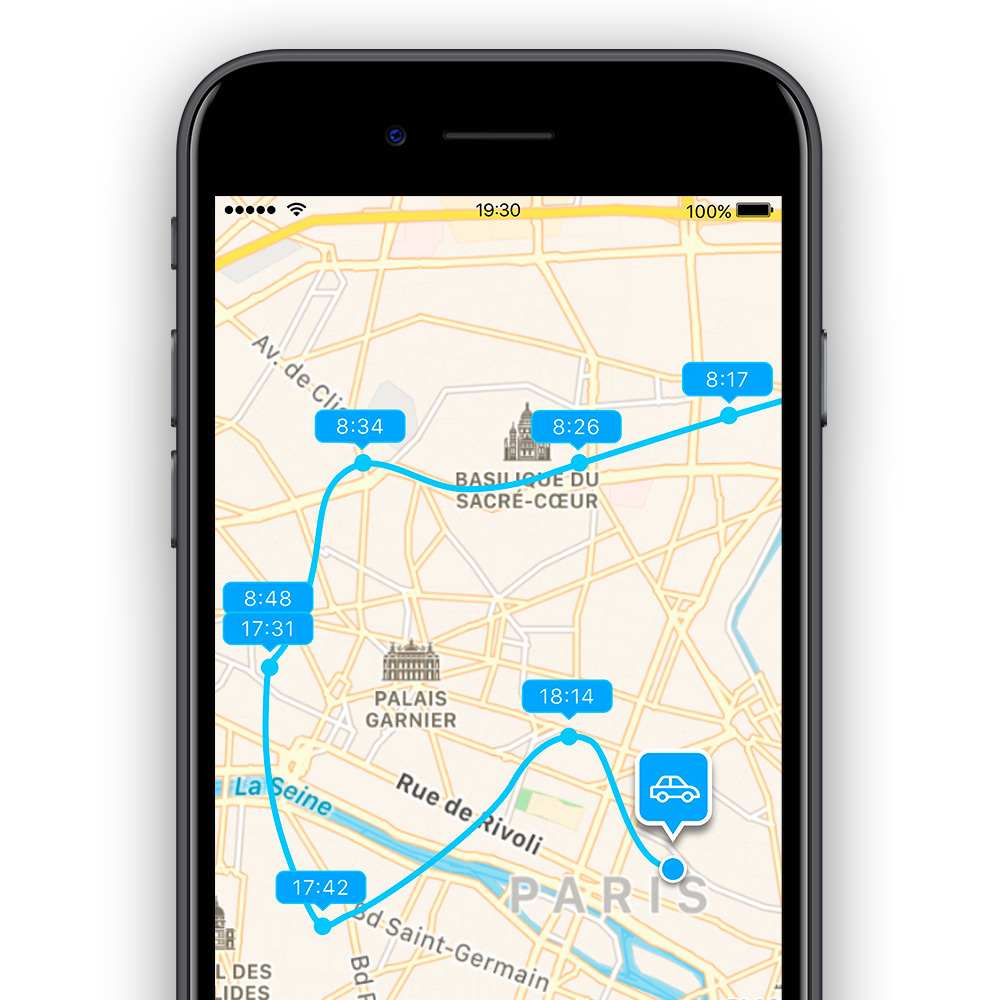 19:30
100%
Av. de Clic
8:17
8:34
8:26
BASILIQUE DU
SACRÉ-CŒUR
8:48
17:31
PALAIS
GARNIER
18:14
La Seine
Rue de Rivoli
17:42
PARIS
Bd Saint-Germain
L DES
LIDES
Bd